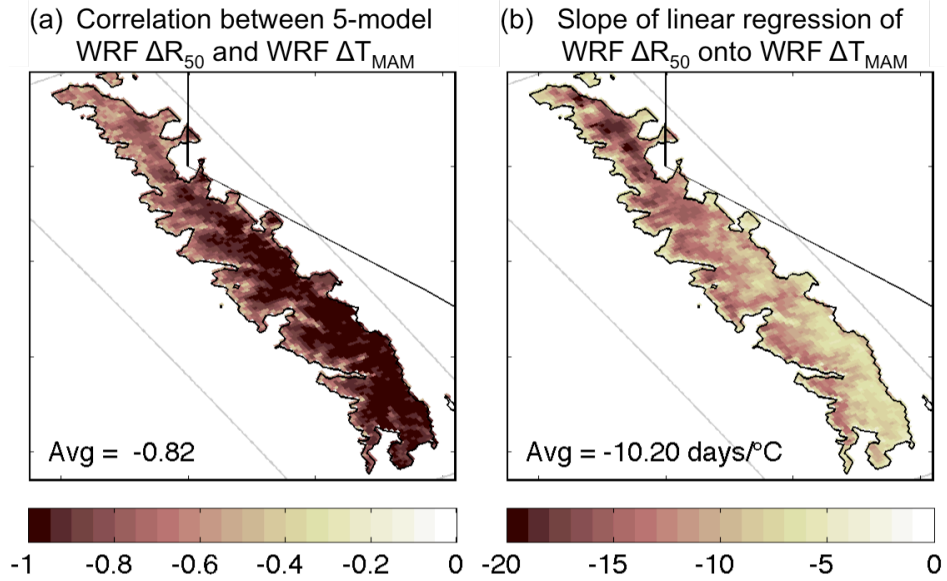 (a) Correlation between 5-model
WRF ΔR50 and WRF ΔTMAM
(b) Slope of linear regression of
WRF ΔR50 onto WRF ΔTMAM
Avg = -0.82
Avg = -10.20 days/°C
-1 -0.8 -0.6 -0.4 -0.2 0
-20 -15 -10 -5 0